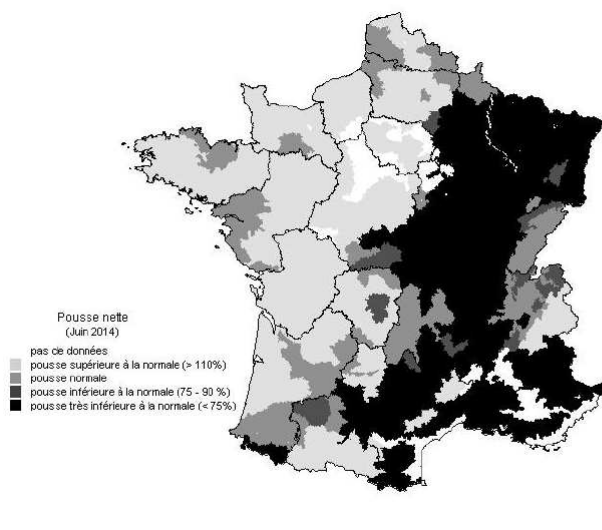 Pousse nette
(Juin 2014)
pas de données
pousse supérieure à la normale (> 110%)
pousse normale
pousse inférieure à la normale (75 - 90 %)
pousse très inférieure à la normale (< 75%)